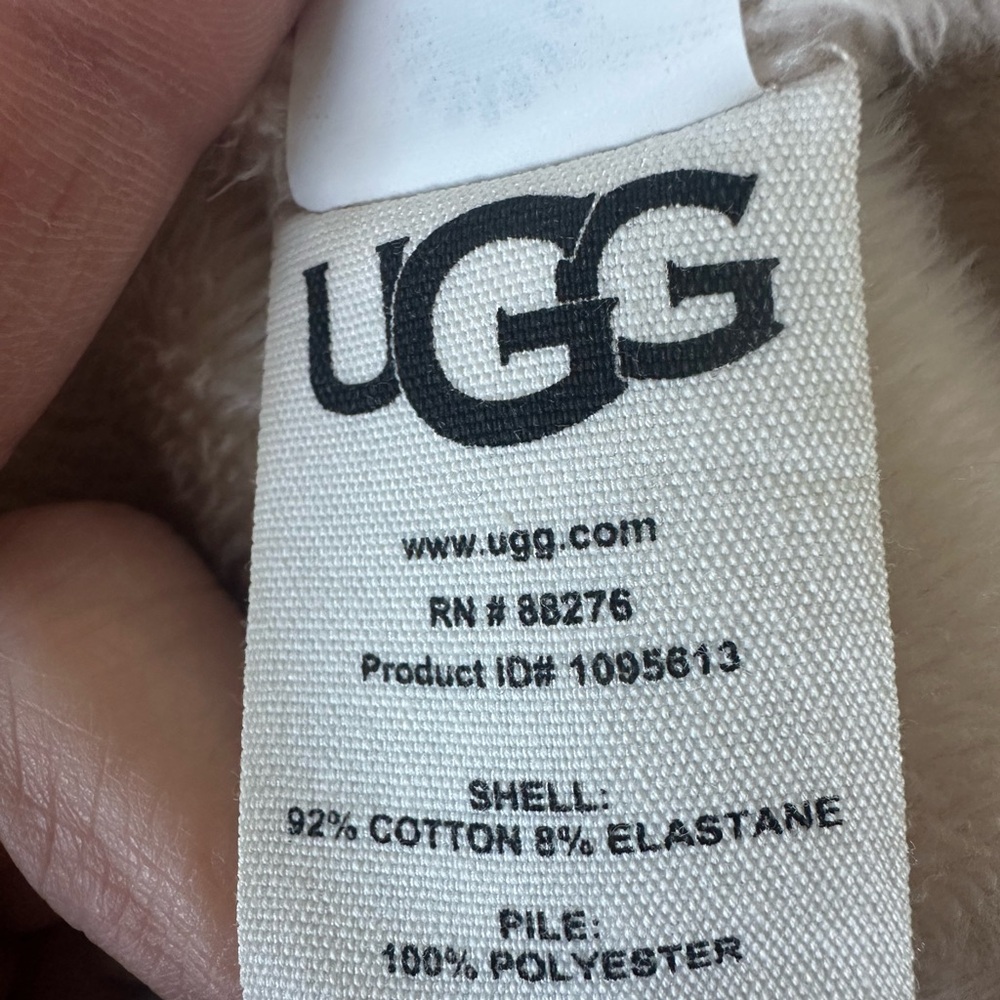 UGG
www.ugg.com
RN # 88276
Product ID# 1095613
SHELL:
92% COTTON 8% ELASTANE
PILE:
100% POLYESTER